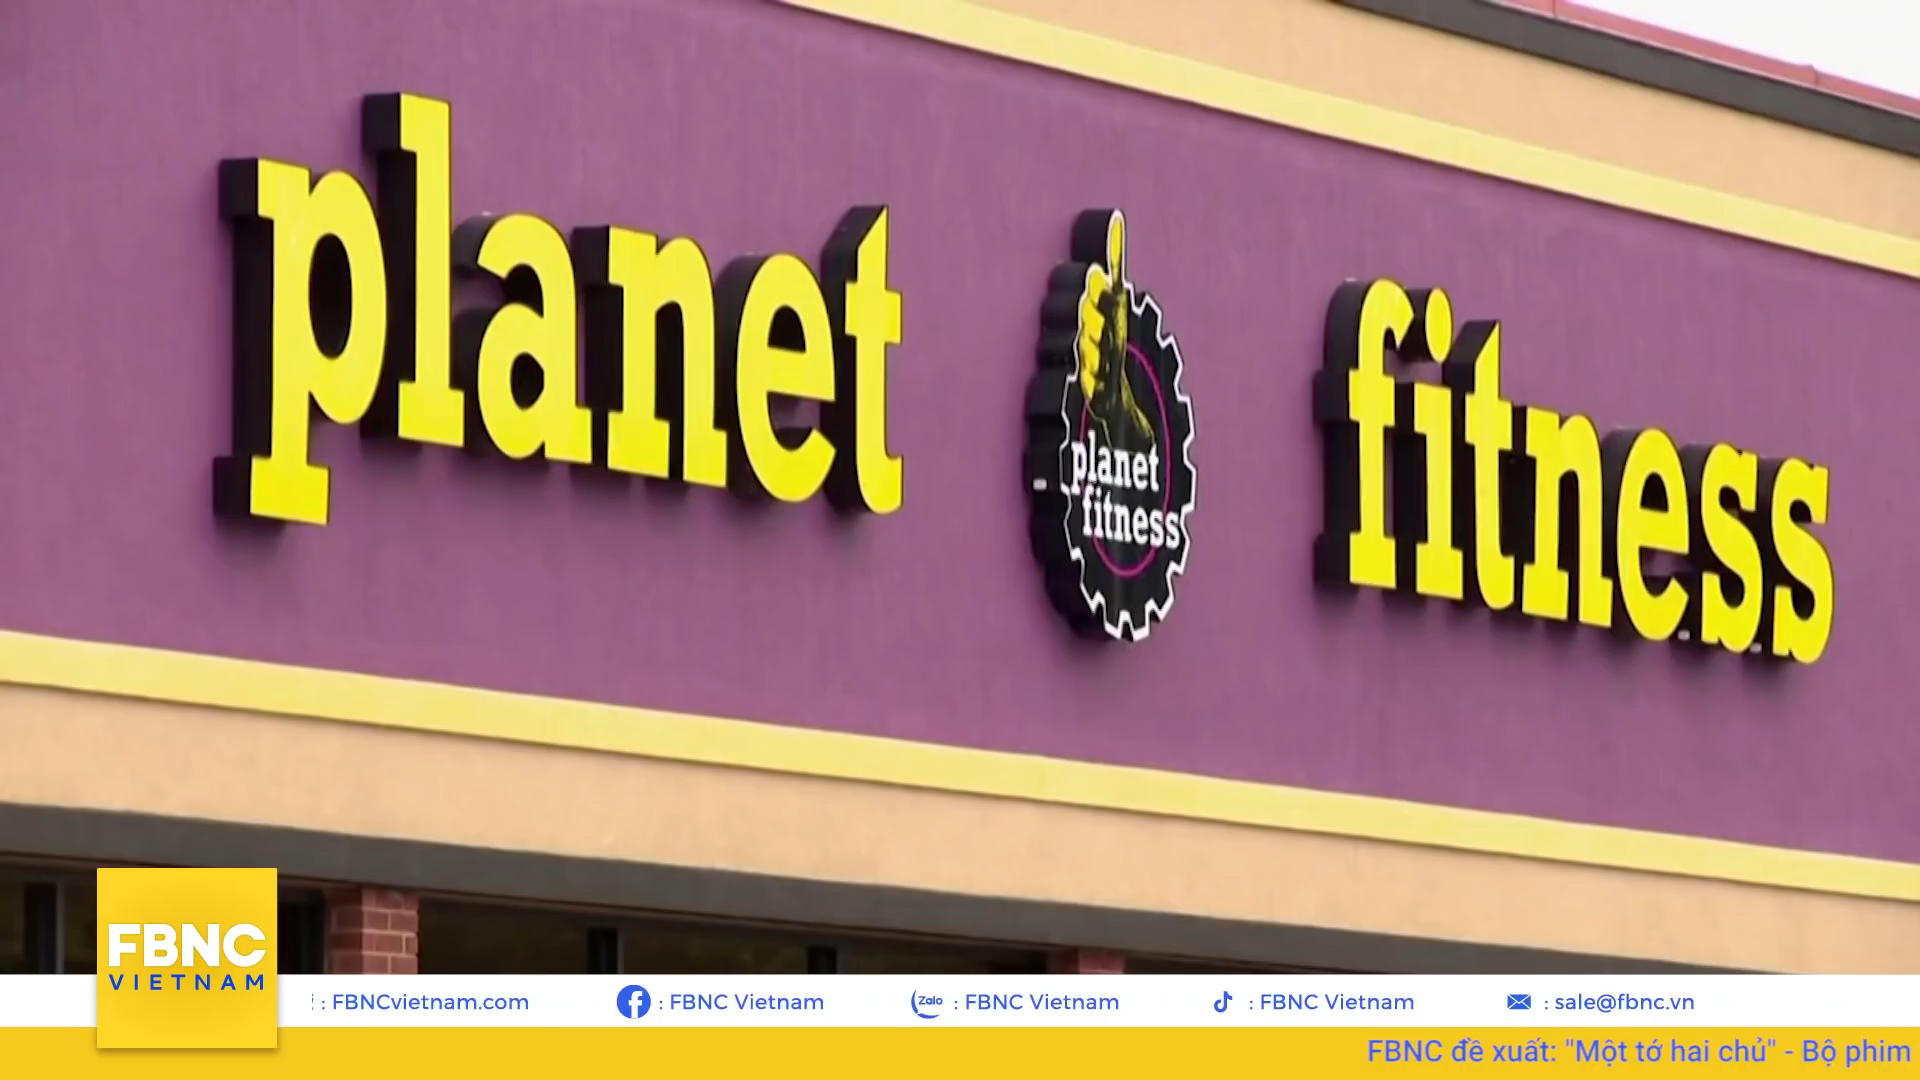 planet fitness
planet
fitness
FBNC
VIETNAM
: FBNCvietnam.com : FBNC Vietnam Zalo : FBNC Vietnam : FBNC Vietnam : sale@fbnc.vn
FBNC đề xuất: "Một tớ hai chủ" - Bộ phim